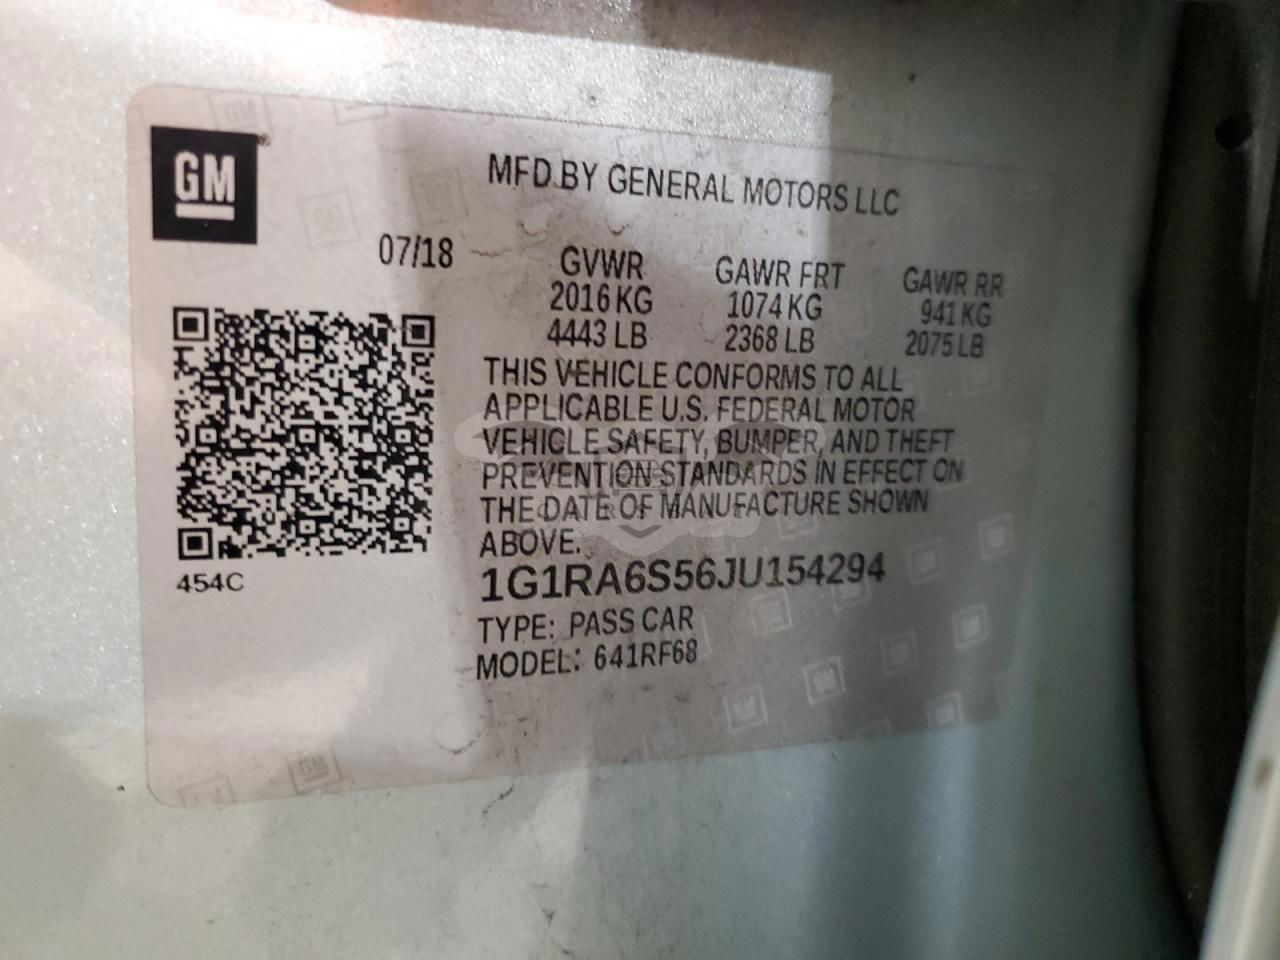 GM
MFD.BY GENERAL MOTORS LLC
07/18
GVWR GAWR FRT GAWR RR
2016 KG 1074 KG 941 KG
4443 LB 2368 LB 2075 LB
THIS VEHICLE CONFORMS TO ALL
APPLICABLE U.S. FEDERAL MOTOR
VEHICLE SAFETY, BUMPER, AND THEFT
PREVENTION STANDARDS IN EFFECT ON
THE DATE OF MANUFACTURE SHOWN
ABOVE.
454C
1G1RA6S56JU154294
TYPE: PASS CAR
MODEL: 641RF68